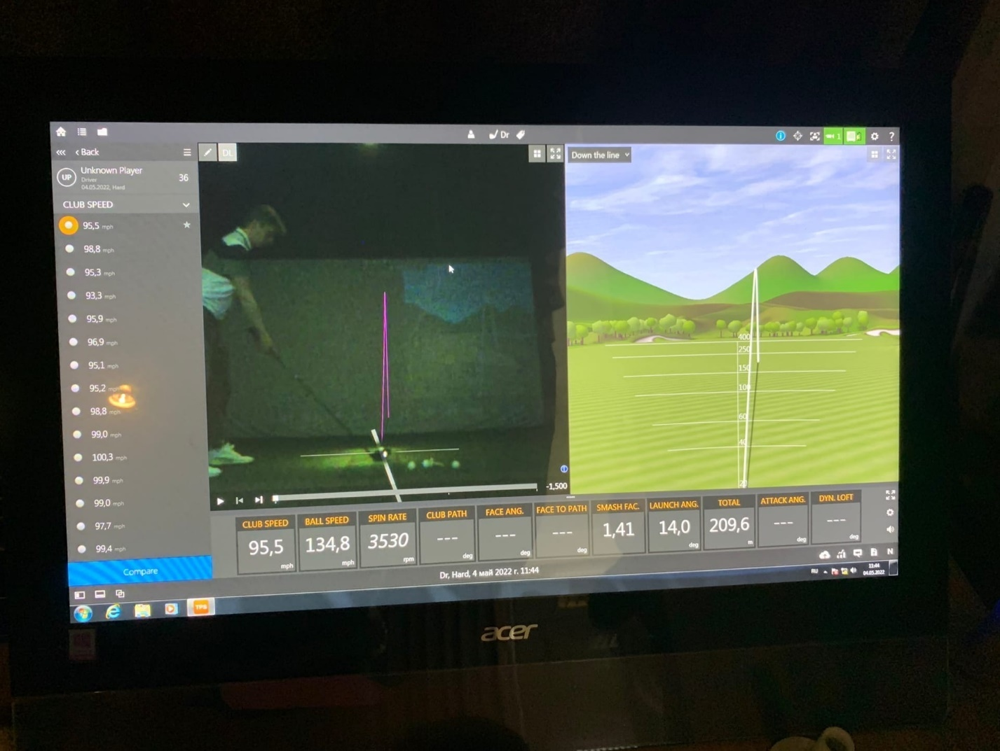 Dr
1
?
Back
DL
Down the line
UP
Unknown Player
36
Driver
04.05.2022, Hard
CLUB SPEED
95,5 mph
98,8 mph
95,3 mph
93,3 mph
95,9 mph
96,9 mph
95,1 mph
95,2 mph
98,8 mph
99,0 mph
100,3 mph
99,9 mph
99,0 mph
97,7 mph
99,4 mph
Compare
400
250
150
100
60
40
20
-1,500
CLUB SPEED
95,5
mph
BALL SPEED
134,8
mph
SPIN RATE
3530
rpm
CLUB PATH
---
deg
FACE ANG.
---
deg
FACE TO PATH
---
deg
SMASH FAC.
1,41
LAUNCH ANG.
14,0
deg
TOTAL
209,6
m
ATTACK ANG.
---
deg
DYN. LOFT
---
deg
Dr, Hard, 4 май 2022 г. 11:44
N
RU
11:44
04.05.2022
TPS
acer